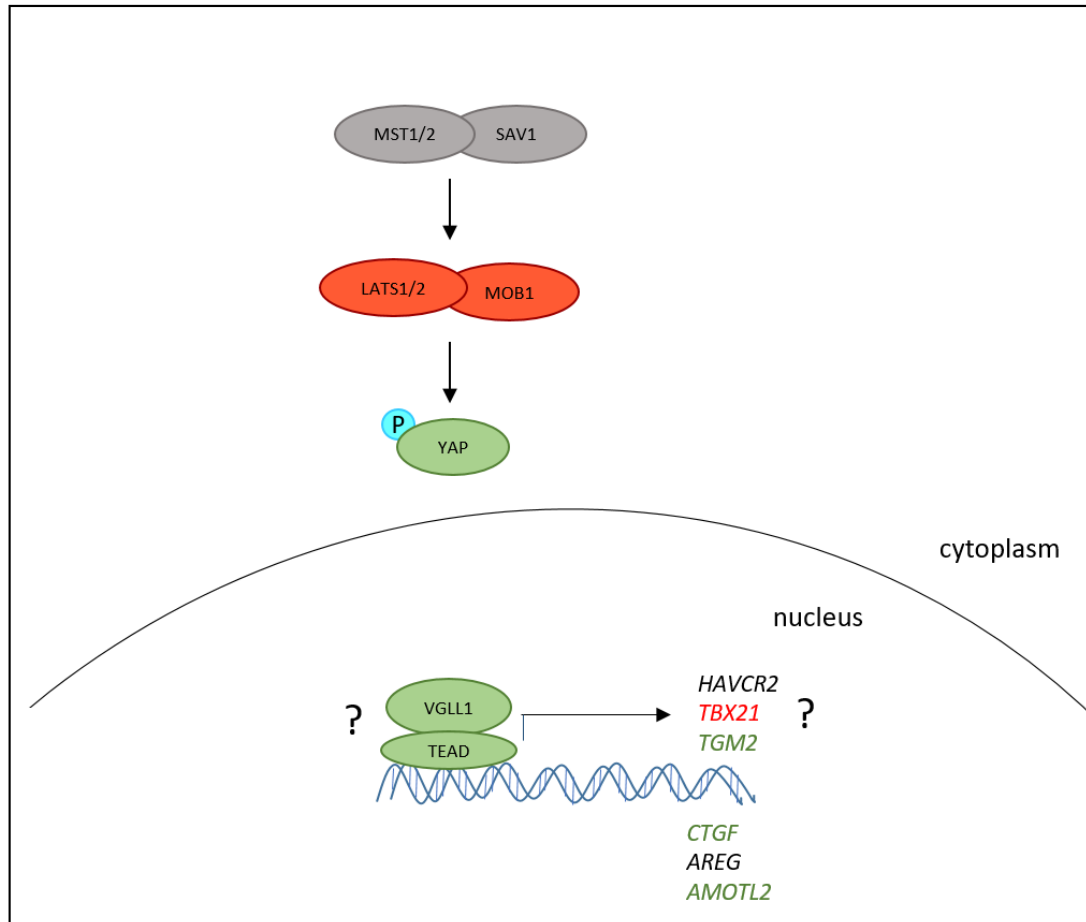 MST1/2 SAV1
LATS1/2 MOB1
P
YAP
cytoplasm
nucleus
HAVCR2
? VGLL1 TBX21 ?
TGM2
TEAD
CTGF
AREG
AMOTL2